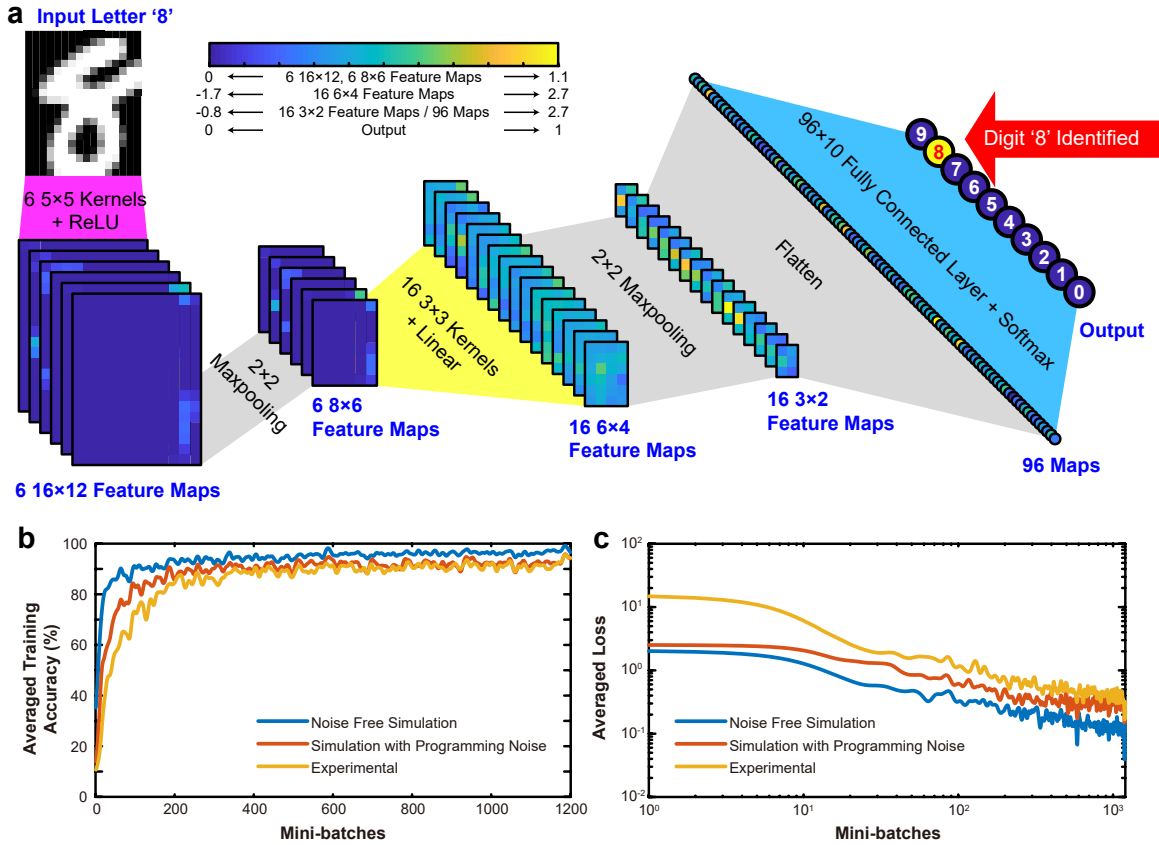 a
Input Letter ‘8’
0 6 16×12, 6 8×6 Feature Maps 1.1
-1.7 16 6×4 Feature Maps 2.7
-0.8 16 3×2 Feature Maps / 96 Maps 2.7
0 Output 1
6 5×5 Kernels
+ ReLU
2×2
Maxpooling
16 3×3 Kernels
+ Linear
2×2 Maxpooling
Flatten
96×10 Fully Connected Layer + Softmax
9
8
7
6
5
4
3
2
1
0
Digit ‘8’ Identified
Output
6 8×6
Feature Maps
16 6×4
Feature Maps
16 3×2
Feature Maps
96 Maps
6 16×12 Feature Maps
b
Averaged Training
Accuracy (%)
100
80
60
40
20
0
Noise Free Simulation
Simulation with Programming Noise
Experimental
0 200 400 600 800 1000 1200
Mini-batches
c
Averaged Loss
10²
10¹
10⁰
10⁻¹
10⁻²
Noise Free Simulation
Simulation with Programming Noise
Experimental
10⁰ 10¹ 10² 10³
Mini-batches